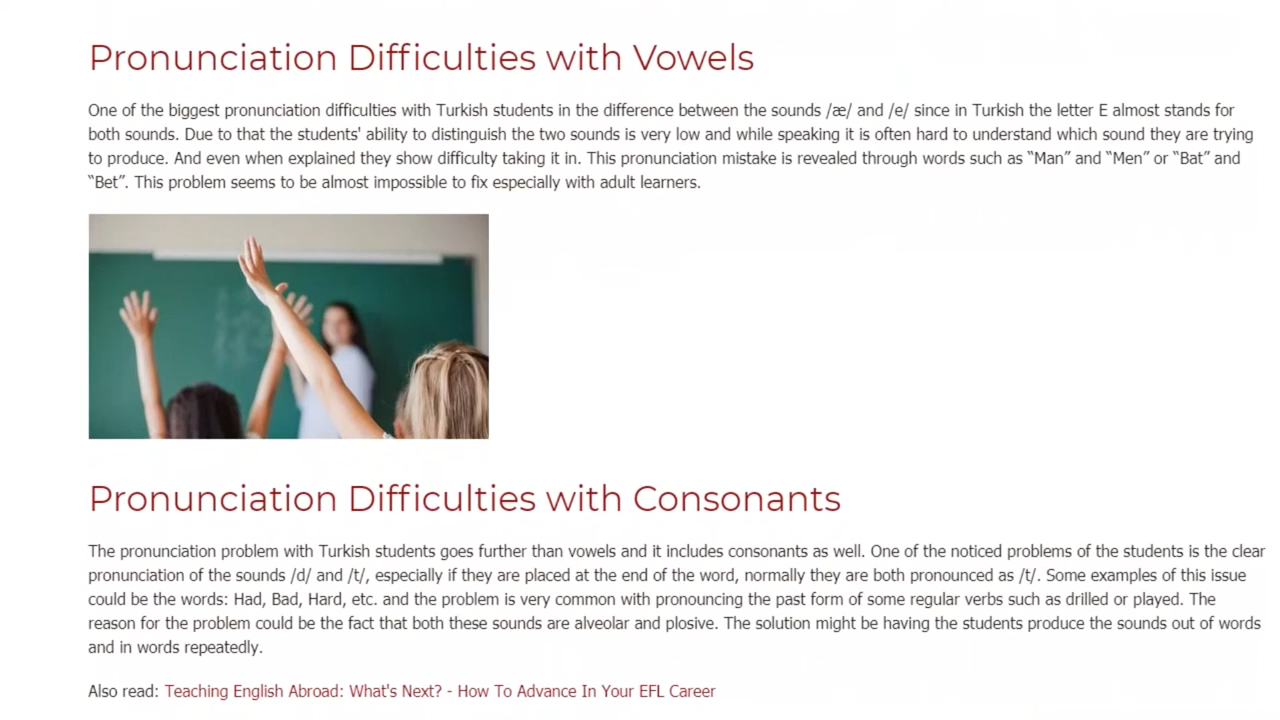 Pronunciation Difficulties with Vowels
One of the biggest pronunciation difficulties with Turkish students in the difference between the sounds /æ/ and /e/ since in Turkish the letter E almost stands for
both sounds. Due to that the students' ability to distinguish the two sounds is very low and while speaking it is often hard to understand which sound they are trying
to produce. And even when explained they show difficulty taking it in. This pronunciation mistake is revealed through words such as “Man” and “Men” or “Bat” and
“Bet”. This problem seems to be almost impossible to fix especially with adult learners.
Pronunciation Difficulties with Consonants
The pronunciation problem with Turkish students goes further than vowels and it includes consonants as well. One of the noticed problems of the students is the clear
pronunciation of the sounds /d/ and /t/, especially if they are placed at the end of the word, normally they are both pronounced as /t/. Some examples of this issue
could be the words: Had, Bad, Hard, etc. and the problem is very common with pronouncing the past form of some regular verbs such as drilled or played. The
reason for the problem could be the fact that both these sounds are alveolar and plosive. The solution might be having the students produce the sounds out of words
and in words repeatedly.
Also read: Teaching English Abroad: What's Next? - How To Advance In Your EFL Career